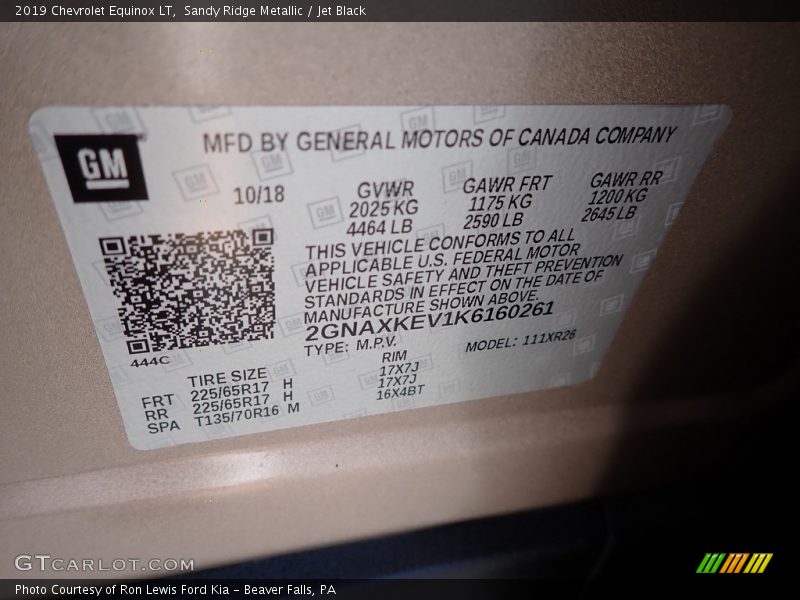 2019 Chevrolet Equinox LT, Sandy Ridge Metallic / Jet Black
GM
MFD BY GENERAL MOTORS OF CANADA COMPANY
10/18
GVWR GAWR FRT GAWR RR
2025 KG 1175 KG 1200 KG
4464 LB 2590 LB 2645 LB
THIS VEHICLE CONFORMS TO ALL
APPLICABLE U.S. FEDERAL MOTOR
VEHICLE SAFETY AND THEFT PREVENTION
STANDARDS IN EFFECT ON THE DATE OF
MANUFACTURE SHOWN ABOVE.
2GNAXKEV1K6160261
TYPE: M.P.V. MODEL: 111XR26
444C
TIRE SIZE RIM
FRT 225/65R17 H 17X7J
RR 225/65R17 H 17X7J
SPA T135/70R16 M 16X4BT
GTCARLOT.COM
Photo Courtesy of Ron Lewis Ford Kia - Beaver Falls, PA